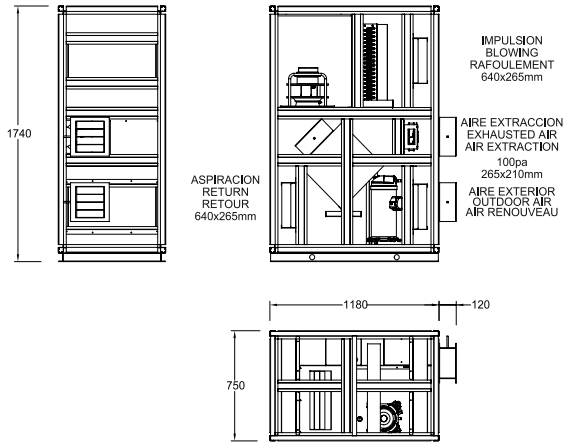 1740
IMPULSION
BLOWING
RAFOULEMENT
640x265mm
AIRE EXTRACCION
EXHAUSTED AIR
AIR EXTRACTION
100pa
265x210mm
ASPIRACION
RETURN
RETOUR
640x265mm
AIRE EXTERIOR
OUTDOOR AIR
AIR RENOUVEAU
1180
120
750